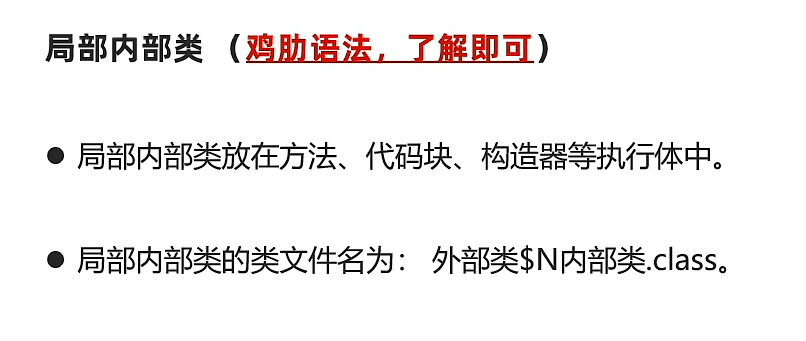 局部内部类 （鸡肋语法，了解即可）
● 局部内部类放在方法、代码块、构造器等执行体中。
● 局部内部类的类文件名为： 外部类$N内部类.class。